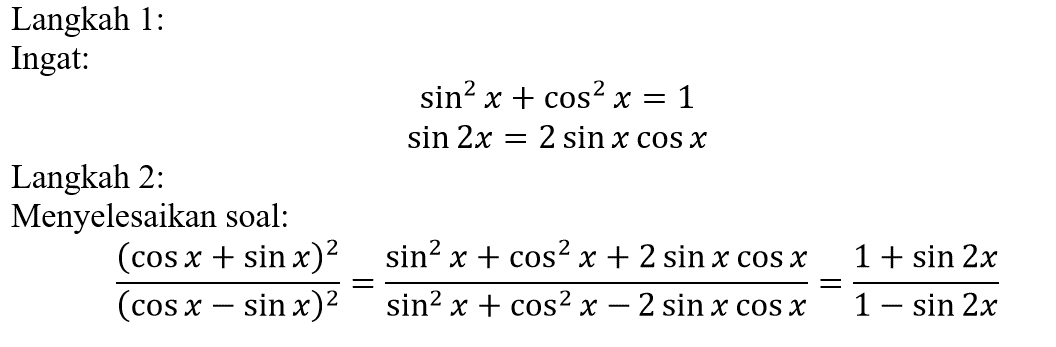 Langkah 1:
Ingat:
sin² x + cos² x = 1
sin 2x = 2 sin x cos x
Langkah 2:
Menyelesaikan soal:
(cos x + sin x)² / (cos x − sin x)² = (sin² x + cos² x + 2 sin x cos x) / (sin² x + cos² x − 2 sin x cos x) = (1 + sin 2x) / (1 − sin 2x)